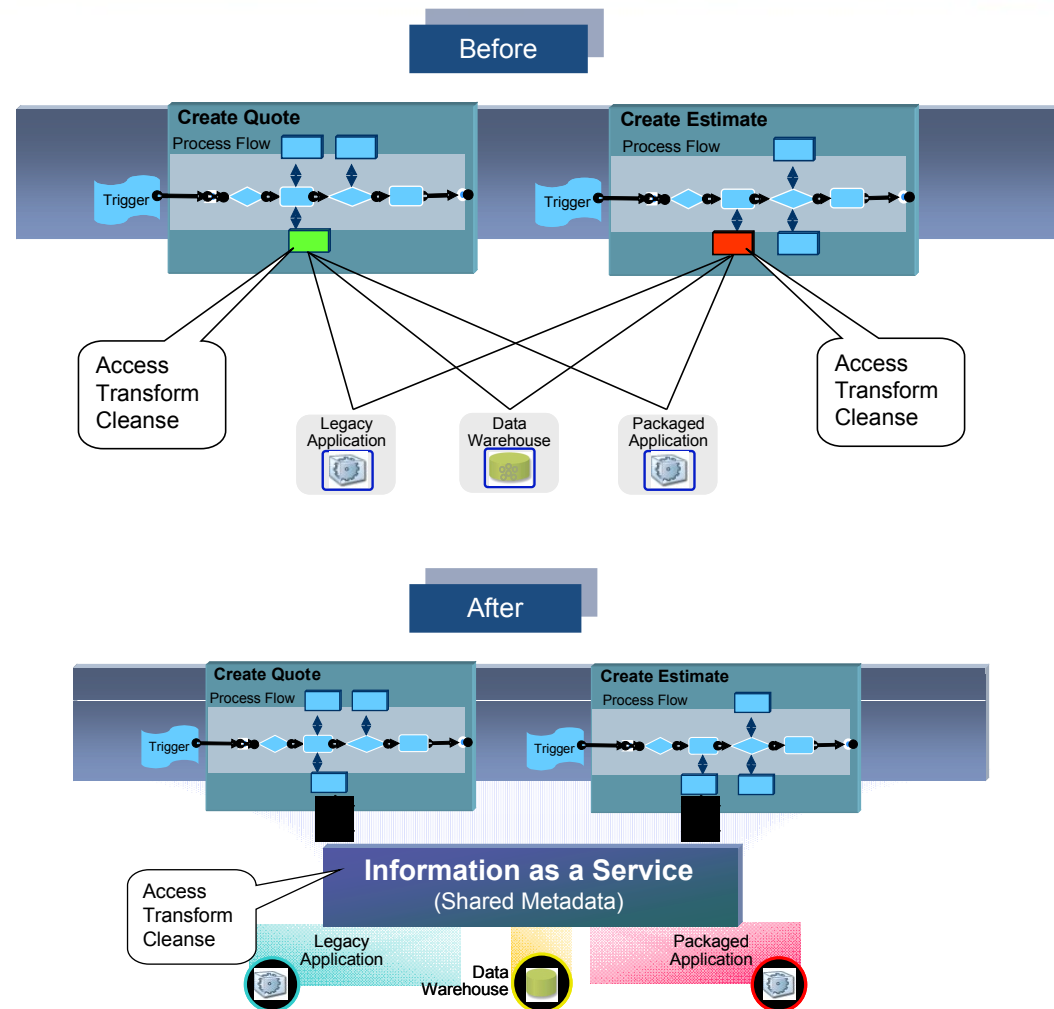 Before
Create Quote
Process Flow
Trigger
Create Estimate
Process Flow
Trigger
Access
Transform
Cleanse
Access
Transform
Cleanse
Legacy
Application
Data
Warehouse
Packaged
Application
After
Create Quote
Process Flow
Trigger
Create Estimate
Process Flow
Trigger
Information as a Service
(Shared Metadata)
Access
Transform
Cleanse
Legacy
Application
Data
Warehouse
Packaged
Application